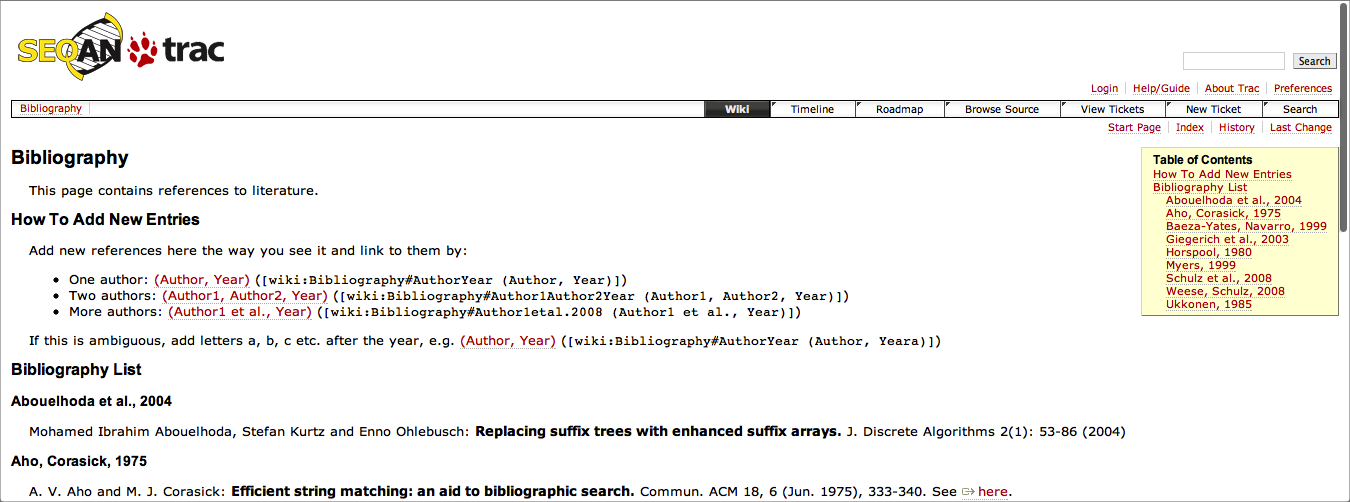 SEQAN trac
Search
Login Help/Guide About Trac Preferences
Bibliography Wiki Timeline Roadmap Browse Source View Tickets New Ticket Search
Start Page Index History Last Change
Bibliography
This page contains references to literature.
How To Add New Entries
Add new references here the way you see it and link to them by:
• One author: (Author, Year) ([wiki:Bibliography#AuthorYear (Author, Year)])
• Two authors: (Author1, Author2, Year) ([wiki:Bibliography#Author1Author2Year (Author1, Author2, Year)])
• More authors: (Author1 et al., Year) ([wiki:Bibliography#Author1etal.2008 (Author1 et al., Year)])
If this is ambiguous, add letters a, b, c etc. after the year, e.g. (Author, Year) ([wiki:Bibliography#AuthorYear (Author, Yeara)])
Table of Contents
How To Add New Entries
Bibliography List
Abouelhoda et al., 2004
Aho, Corasick, 1975
Baeza-Yates, Navarro, 1999
Giegerich et al., 2003
Horspool, 1980
Myers, 1999
Schulz et al., 2008
Weese, Schulz, 2008
Ukkonen, 1985
Bibliography List
Abouelhoda et al., 2004
Mohamed Ibrahim Abouelhoda, Stefan Kurtz and Enno Ohlebusch: Replacing suffix trees with enhanced suffix arrays. J. Discrete Algorithms 2(1): 53-86 (2004)
Aho, Corasick, 1975
A. V. Aho and M. J. Corasick: Efficient string matching: an aid to bibliographic search. Commun. ACM 18, 6 (Jun. 1975), 333-340. See here.